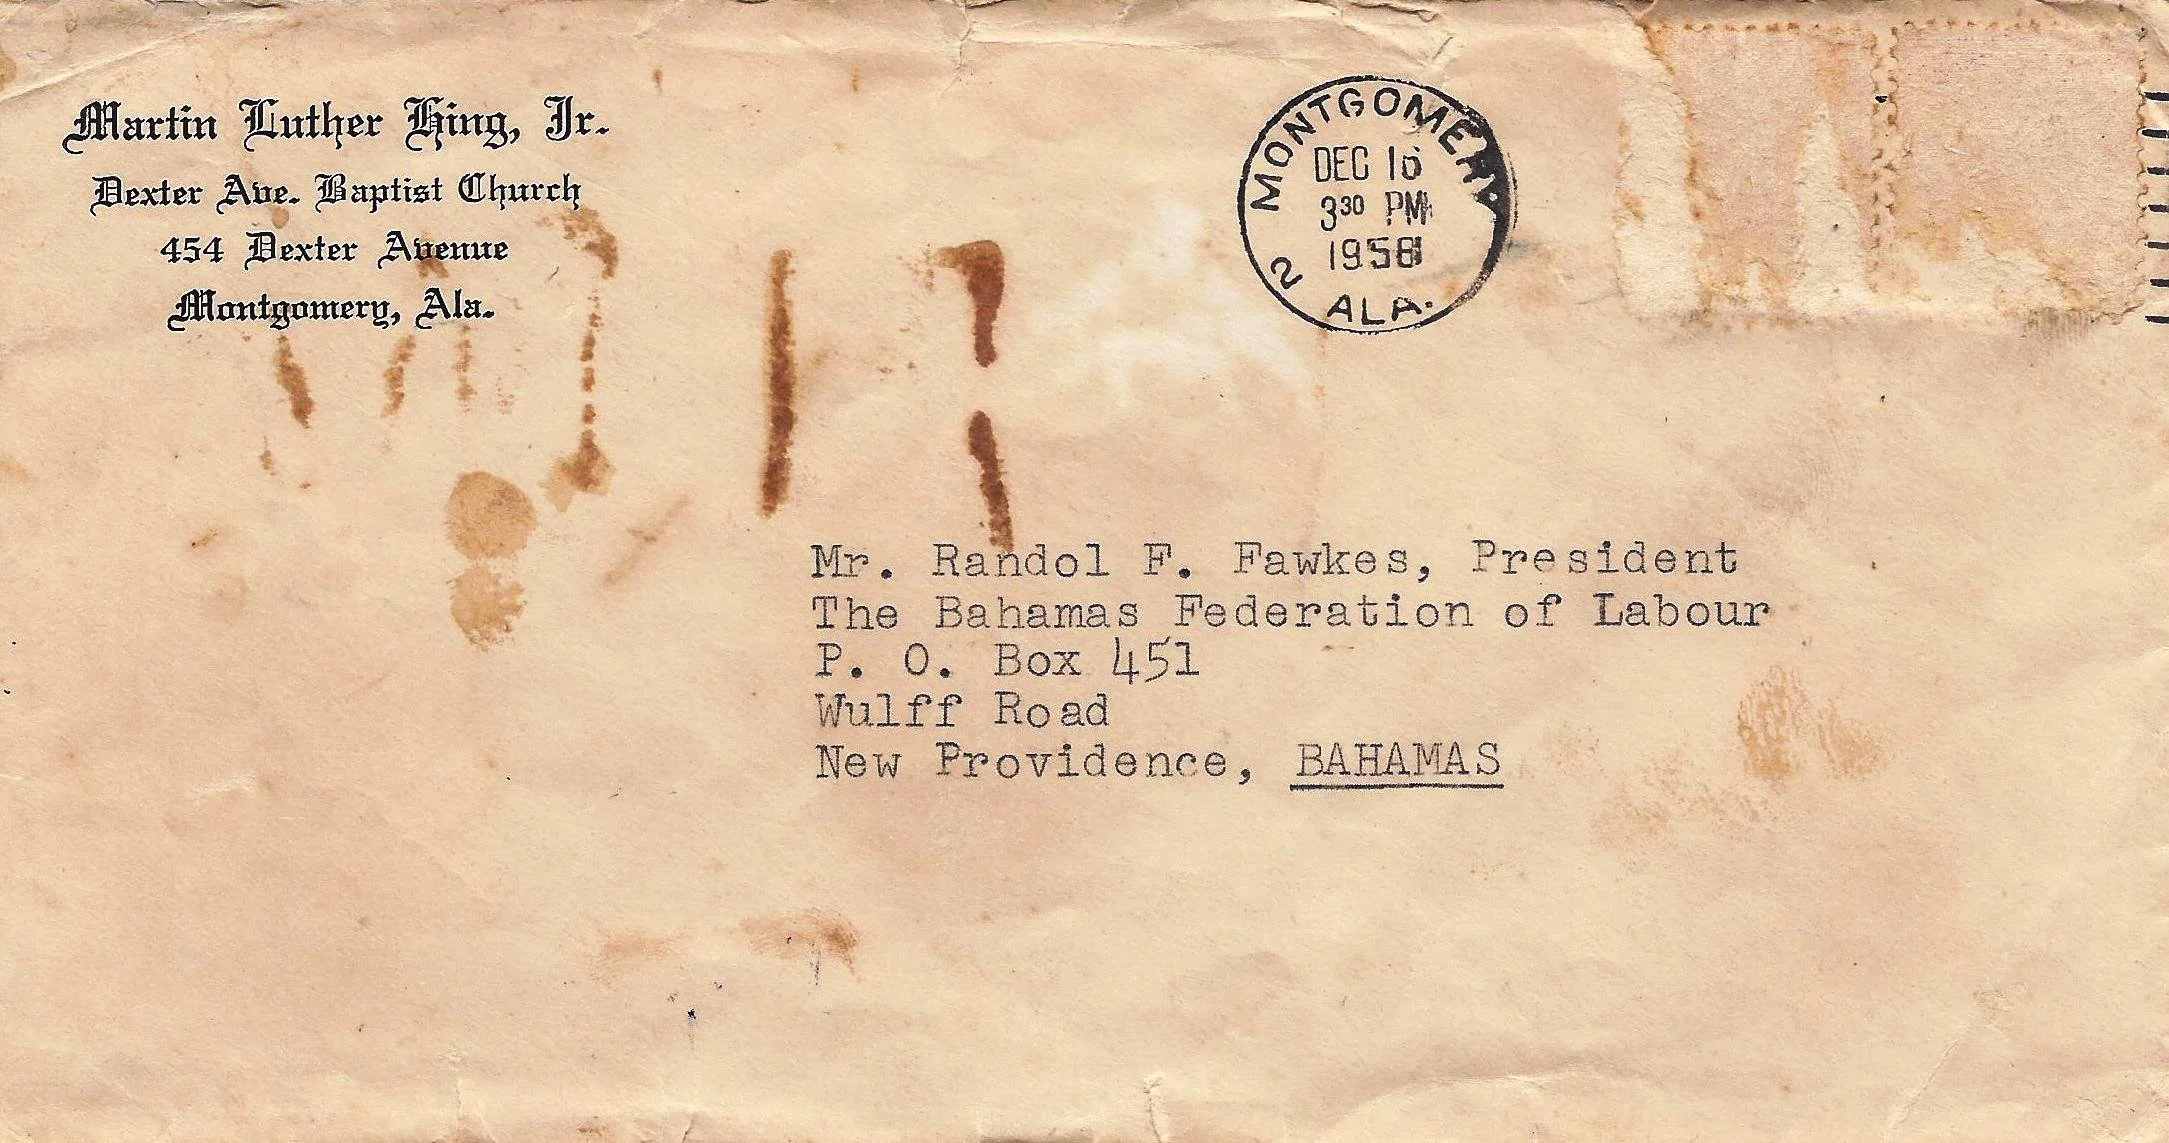 Martin Luther King, Jr.
Dexter Ave. Baptist Church
454 Dexter Avenue
Montgomery, Ala.
MONTGOMERY
DEC 16
3 30 PM
1958
2 ALA.
Mr. Randol F. Fawkes, President
The Bahamas Federation of Labour
P. O. Box 451
Wulff Road
New Providence, BAHAMAS